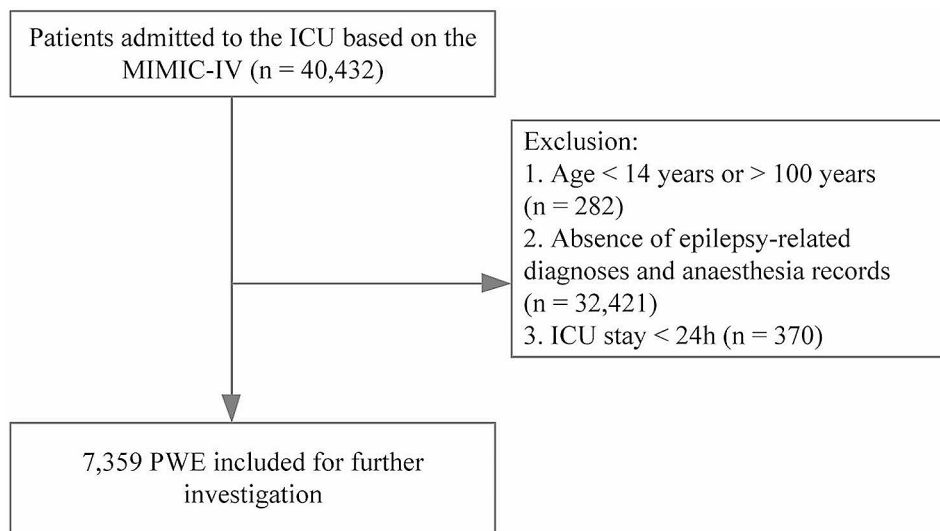 Patients admitted to the ICU based on the
MIMIC-IV (n = 40,432)
Exclusion:
1. Age < 14 years or > 100 years
(n = 282)
2. Absence of epilepsy-related
diagnoses and anaesthesia records
(n = 32,421)
3. ICU stay < 24h (n = 370)
7,359 PWE included for further
investigation